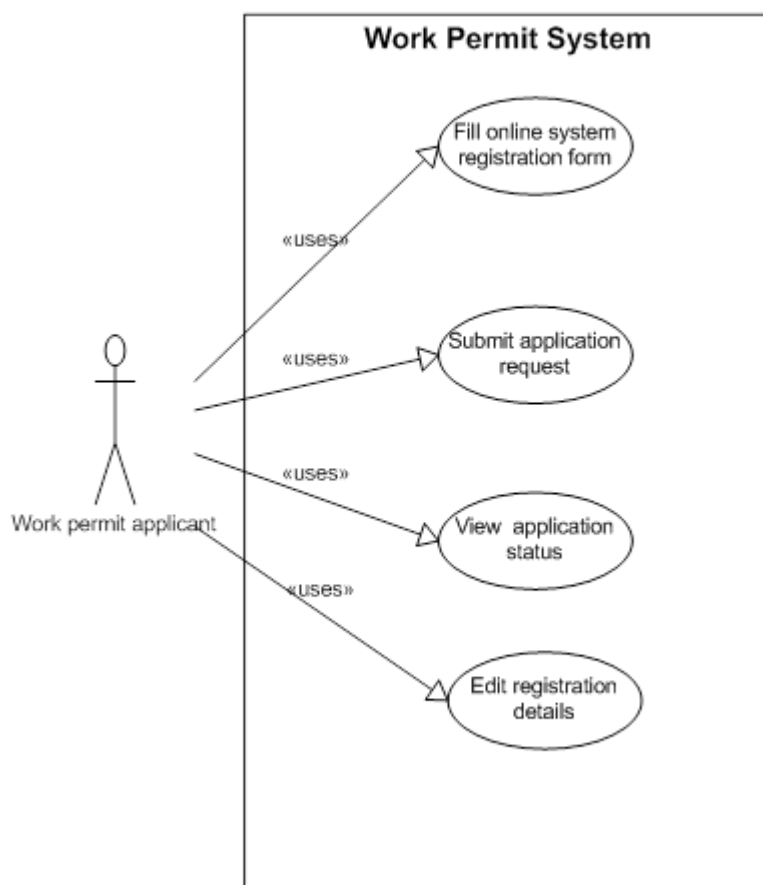 Work Permit System
Fill online system
registration form
«uses»
Submit application
request
«uses»
«uses»
View application
status
Work permit applicant
«uses»
Edit registration
details